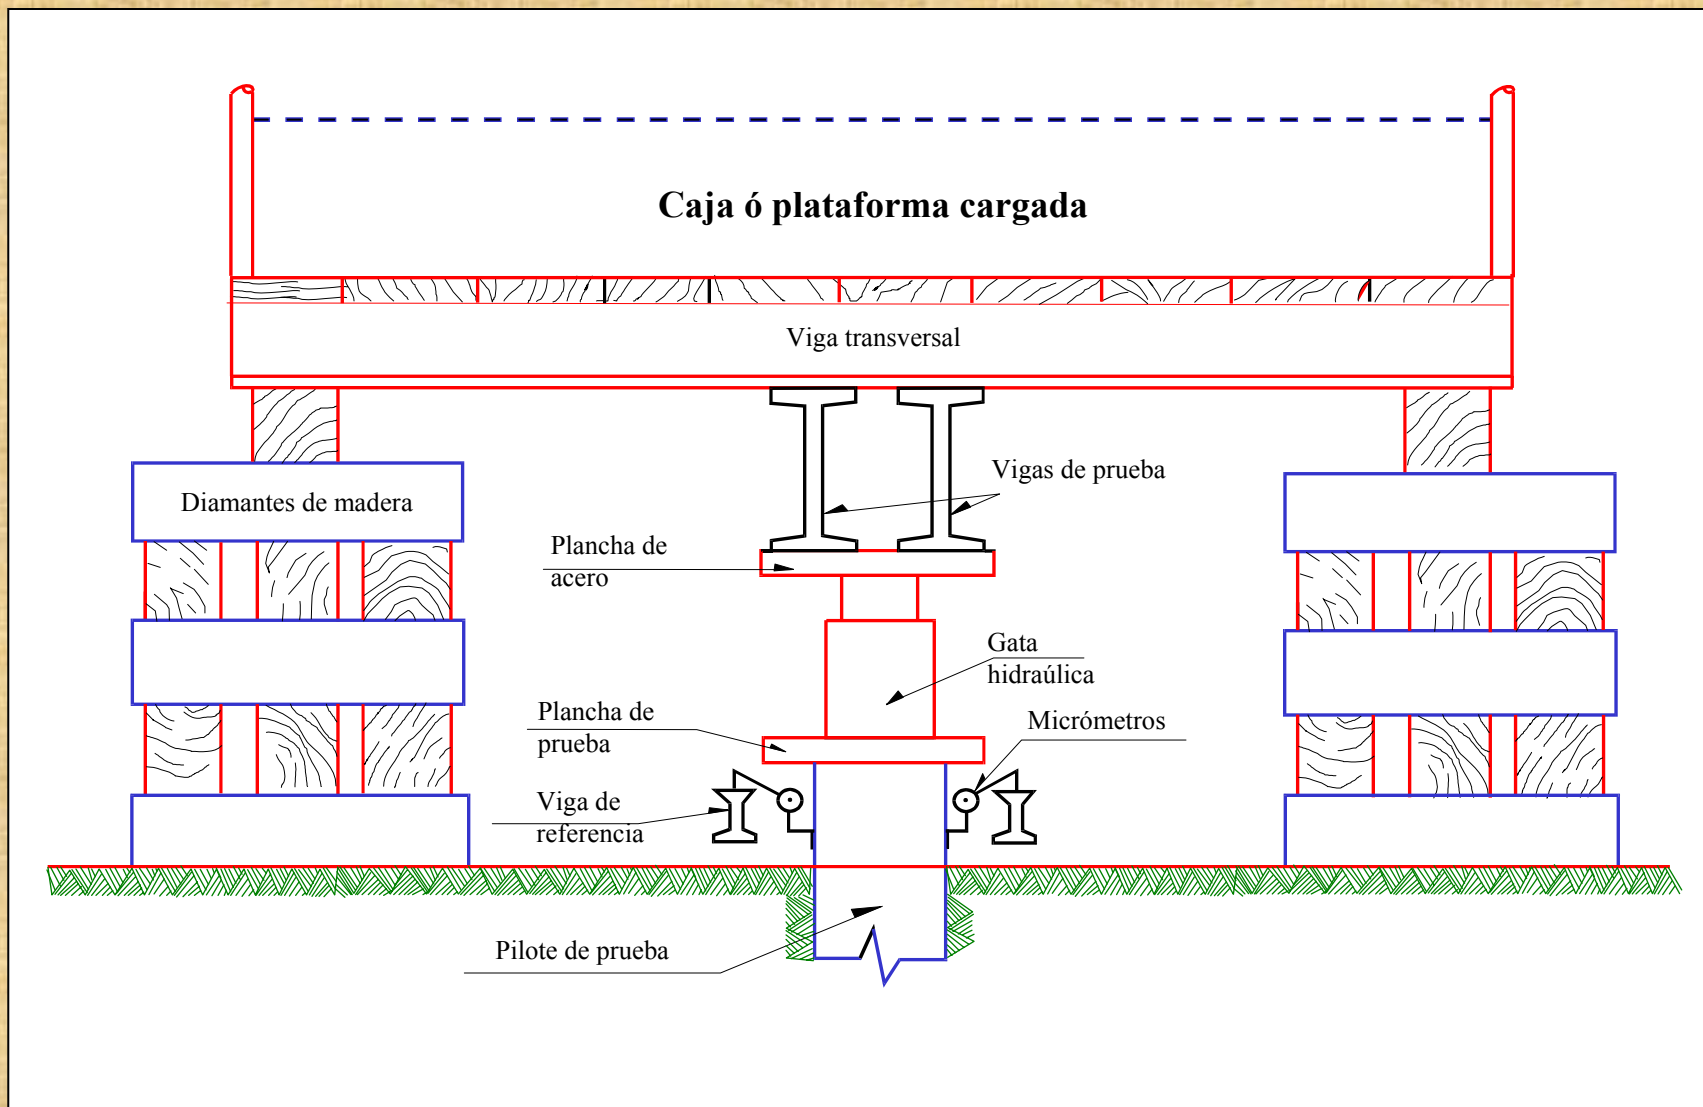 Caja ó plataforma cargada
Viga transversal
Vigas de prueba
Diamantes de madera
Plancha de
acero
Gata
hidraúlica
Plancha de
prueba
Micrómetros
Viga de
referencia
Pilote de prueba